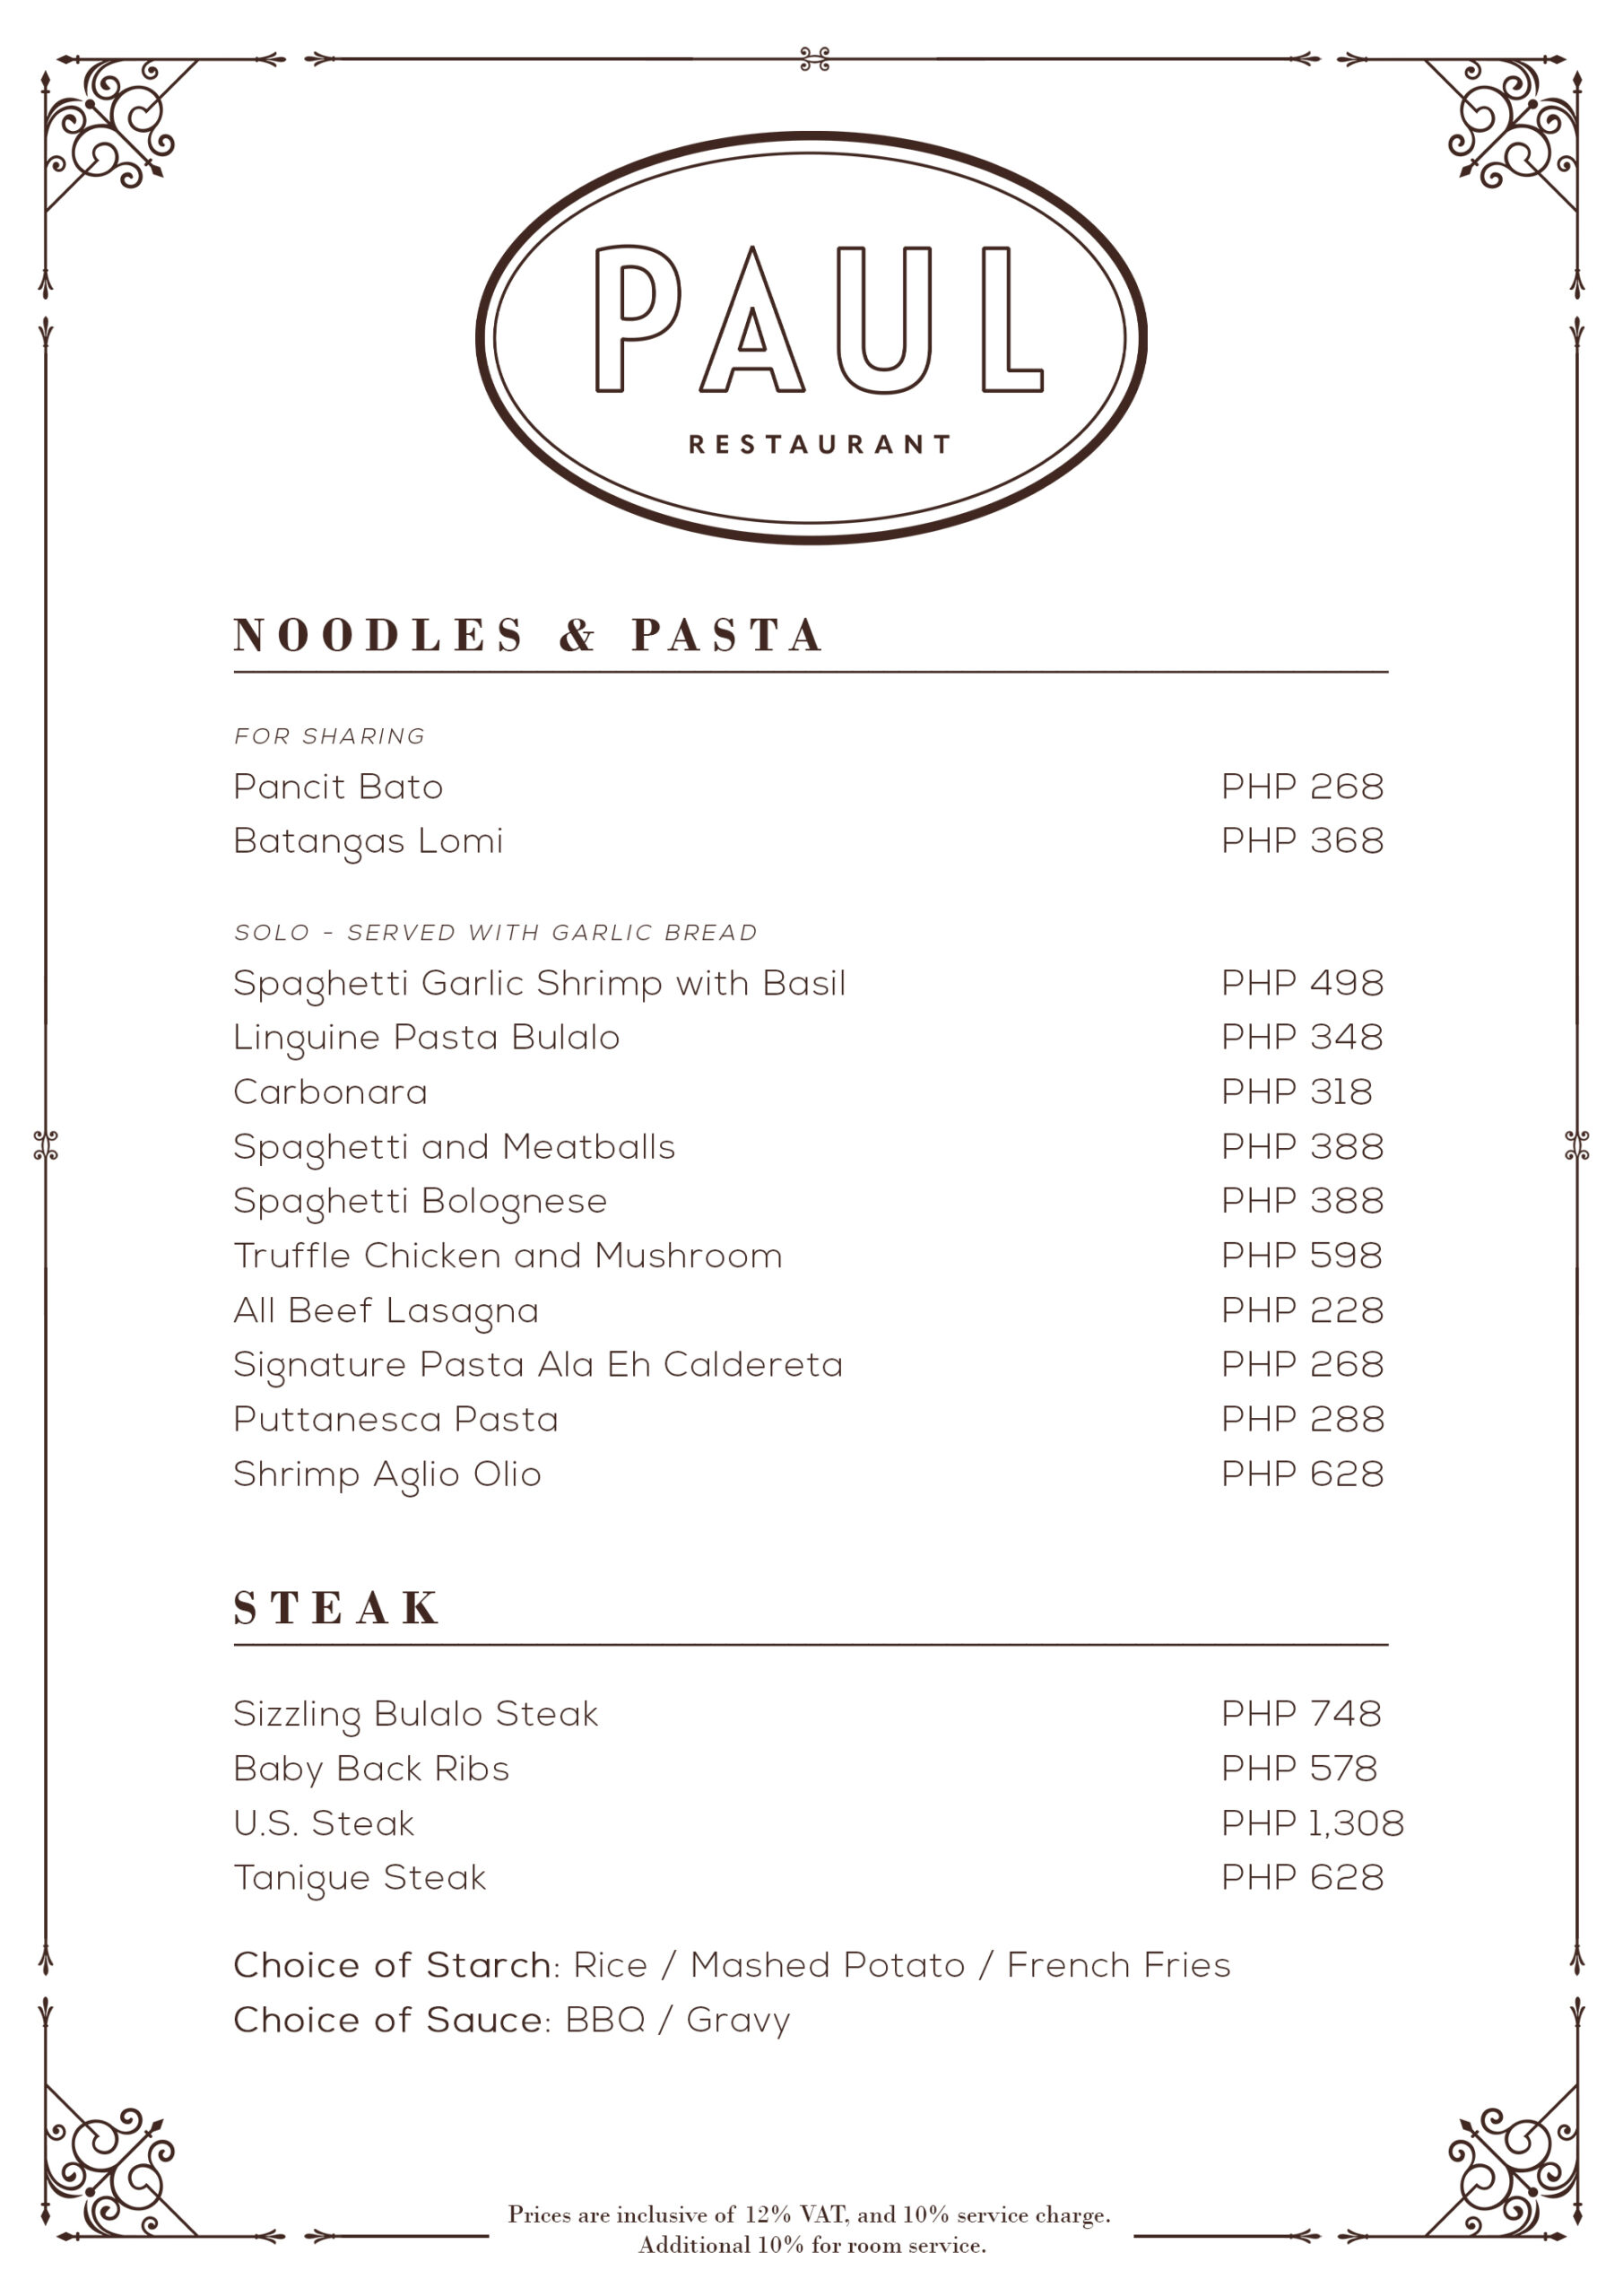 PAUL
RESTAURANT
NOODLES & PASTA
FOR SHARING
Pancit Bato PHP 268
Batangas Lomi PHP 368
SOLO - SERVED WITH GARLIC BREAD
Spaghetti Garlic Shrimp with Basil PHP 498
Linguine Pasta Bulalo PHP 348
Carbonara PHP 318
Spaghetti and Meatballs PHP 388
Spaghetti Bolognese PHP 388
Truffle Chicken and Mushroom PHP 598
All Beef Lasagna PHP 228
Signature Pasta Ala Eh Caldereta PHP 268
Puttanesca Pasta PHP 288
Shrimp Aglio Olio PHP 628
STEAK
Sizzling Bulalo Steak PHP 748
Baby Back Ribs PHP 578
U.S. Steak PHP 1,308
Tanigue Steak PHP 628
Choice of Starch: Rice / Mashed Potato / French Fries
Choice of Sauce: BBQ / Gravy
Prices are inclusive of 12% VAT, and 10% service charge.
Additional 10% for room service.